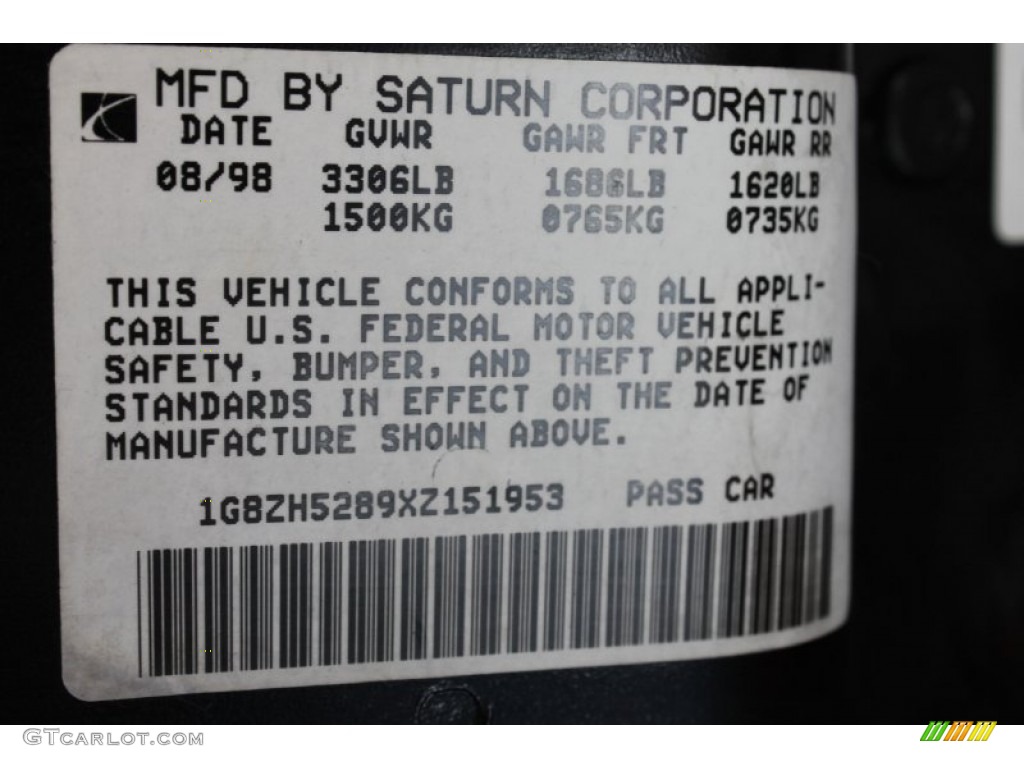 MFD BY SATURN CORPORATION
DATE GVWR GAWR FRT GAWR RR
08/98 3306LB 1686LB 1620LB
1500KG 0765KG 0735KG
THIS VEHICLE CONFORMS TO ALL APPLI-
CABLE U.S. FEDERAL MOTOR VEHICLE
SAFETY, BUMPER, AND THEFT PREVENTION
STANDARDS IN EFFECT ON THE DATE OF
MANUFACTURE SHOWN ABOVE.
1G8ZH5289XZ151953 PASS CAR
GTCARLOT.COM